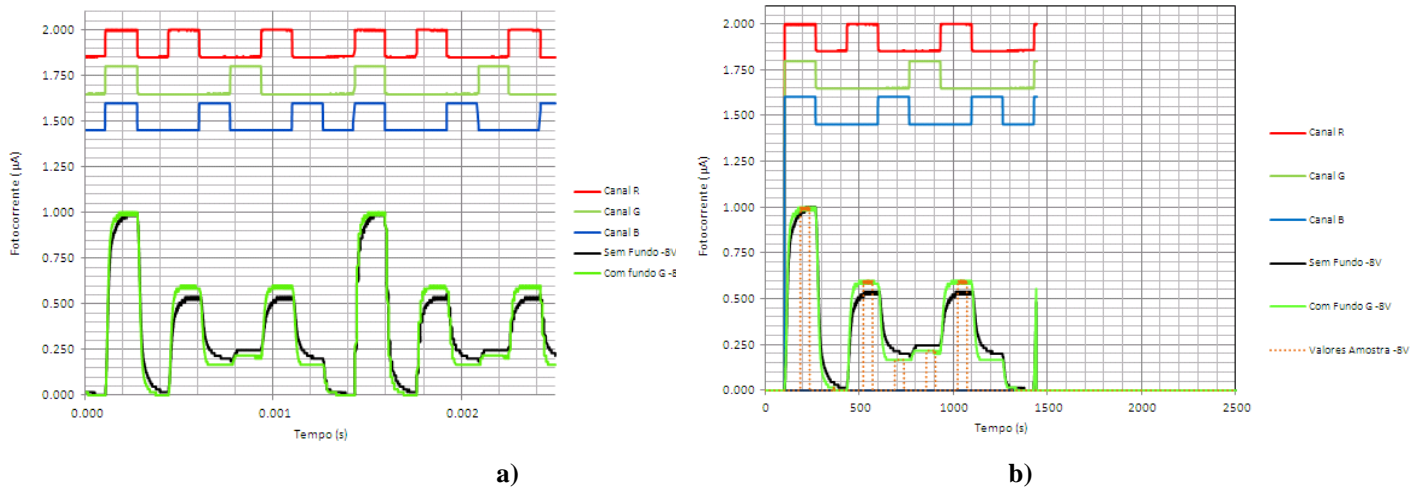 Fotocorrente (µA)
2.000
1.750
1.500
1.250
1.000
0.750
0.500
0.250
0.000
0.000
0.001
0.002
Tempo (s)
Canal R
Canal G
Canal B
Sem Fundo -BV
Com fundo G -B
a)
Fotocorrente (µA)
2.000
1.750
1.500
1.250
1.000
0.750
0.500
0.250
0.000
0
500
1000
1500
2000
2500
Tempo (s)
Canal R
Canal G
Canal B
Sem Fundo -BV
Com Fundo G -BV
Valores Amostra -BV
b)